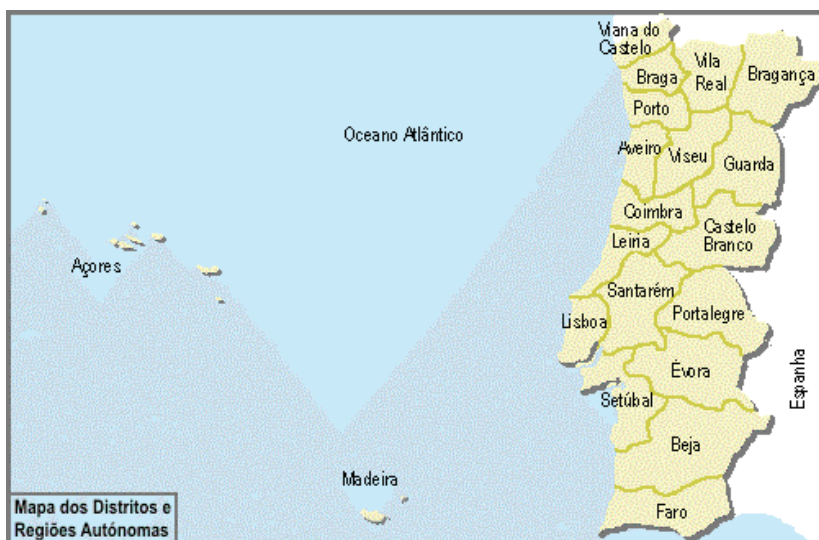 Viana do
Castelo
Vila
Real
Bragança
Braga
Porto
Oceano Atlântico
Aveiro
Viseu
Guarda
Coimbra
Castelo
Branco
Leiria
Açores
Santarém
Lisboa
Portalegre
Évora
Espanha
Setúbal
Beja
Madeira
Faro
Mapa dos Distritos e
Regiões Autónomas